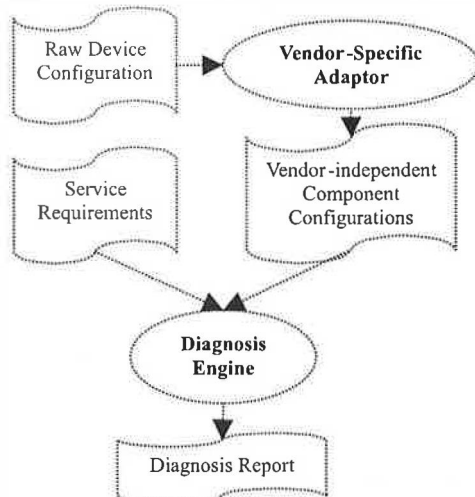 Raw Device
Configuration
Vendor-Specific
Adaptor
Service
Requirements
Vendor-independent
Component
Configurations
Diagnosis
Engine
Diagnosis Report